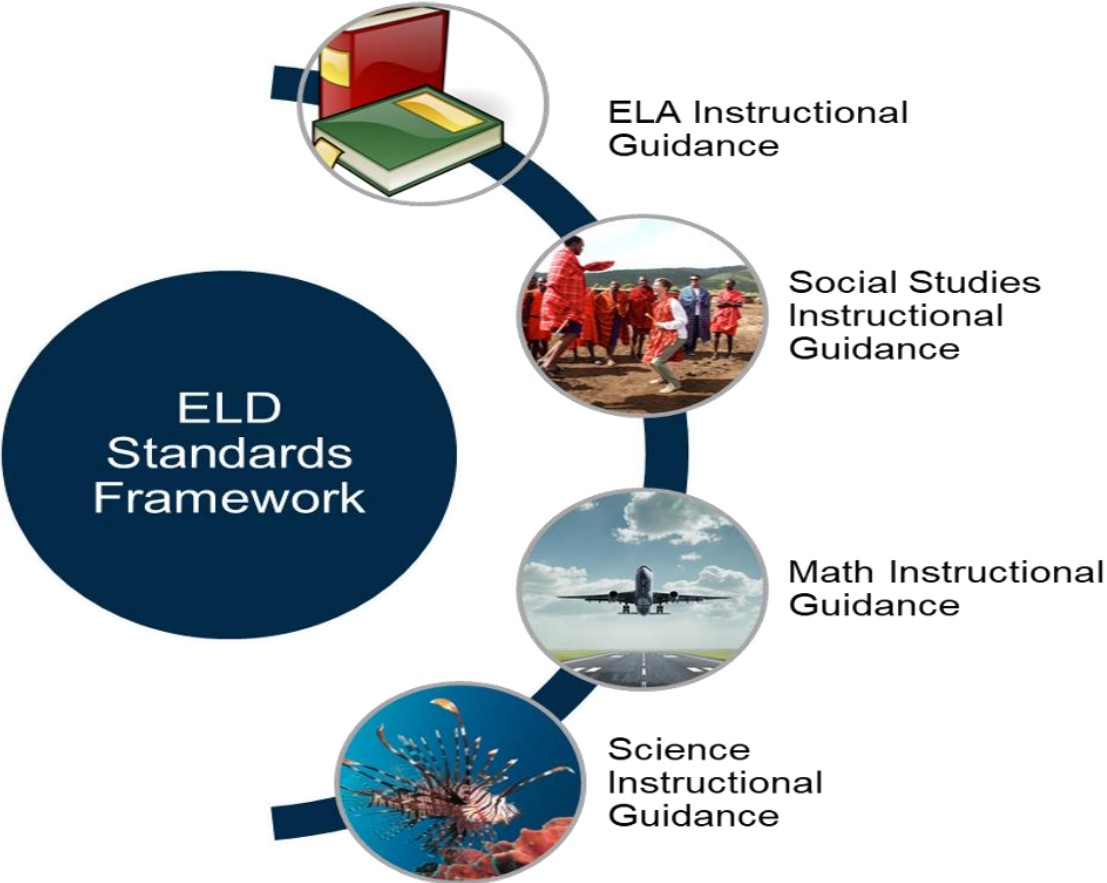 ELA Instructional
Guidance
Social Studies
Instructional
Guidance
ELD
Standards
Framework
Math Instructional
Guidance
Science
Instructional
Guidance